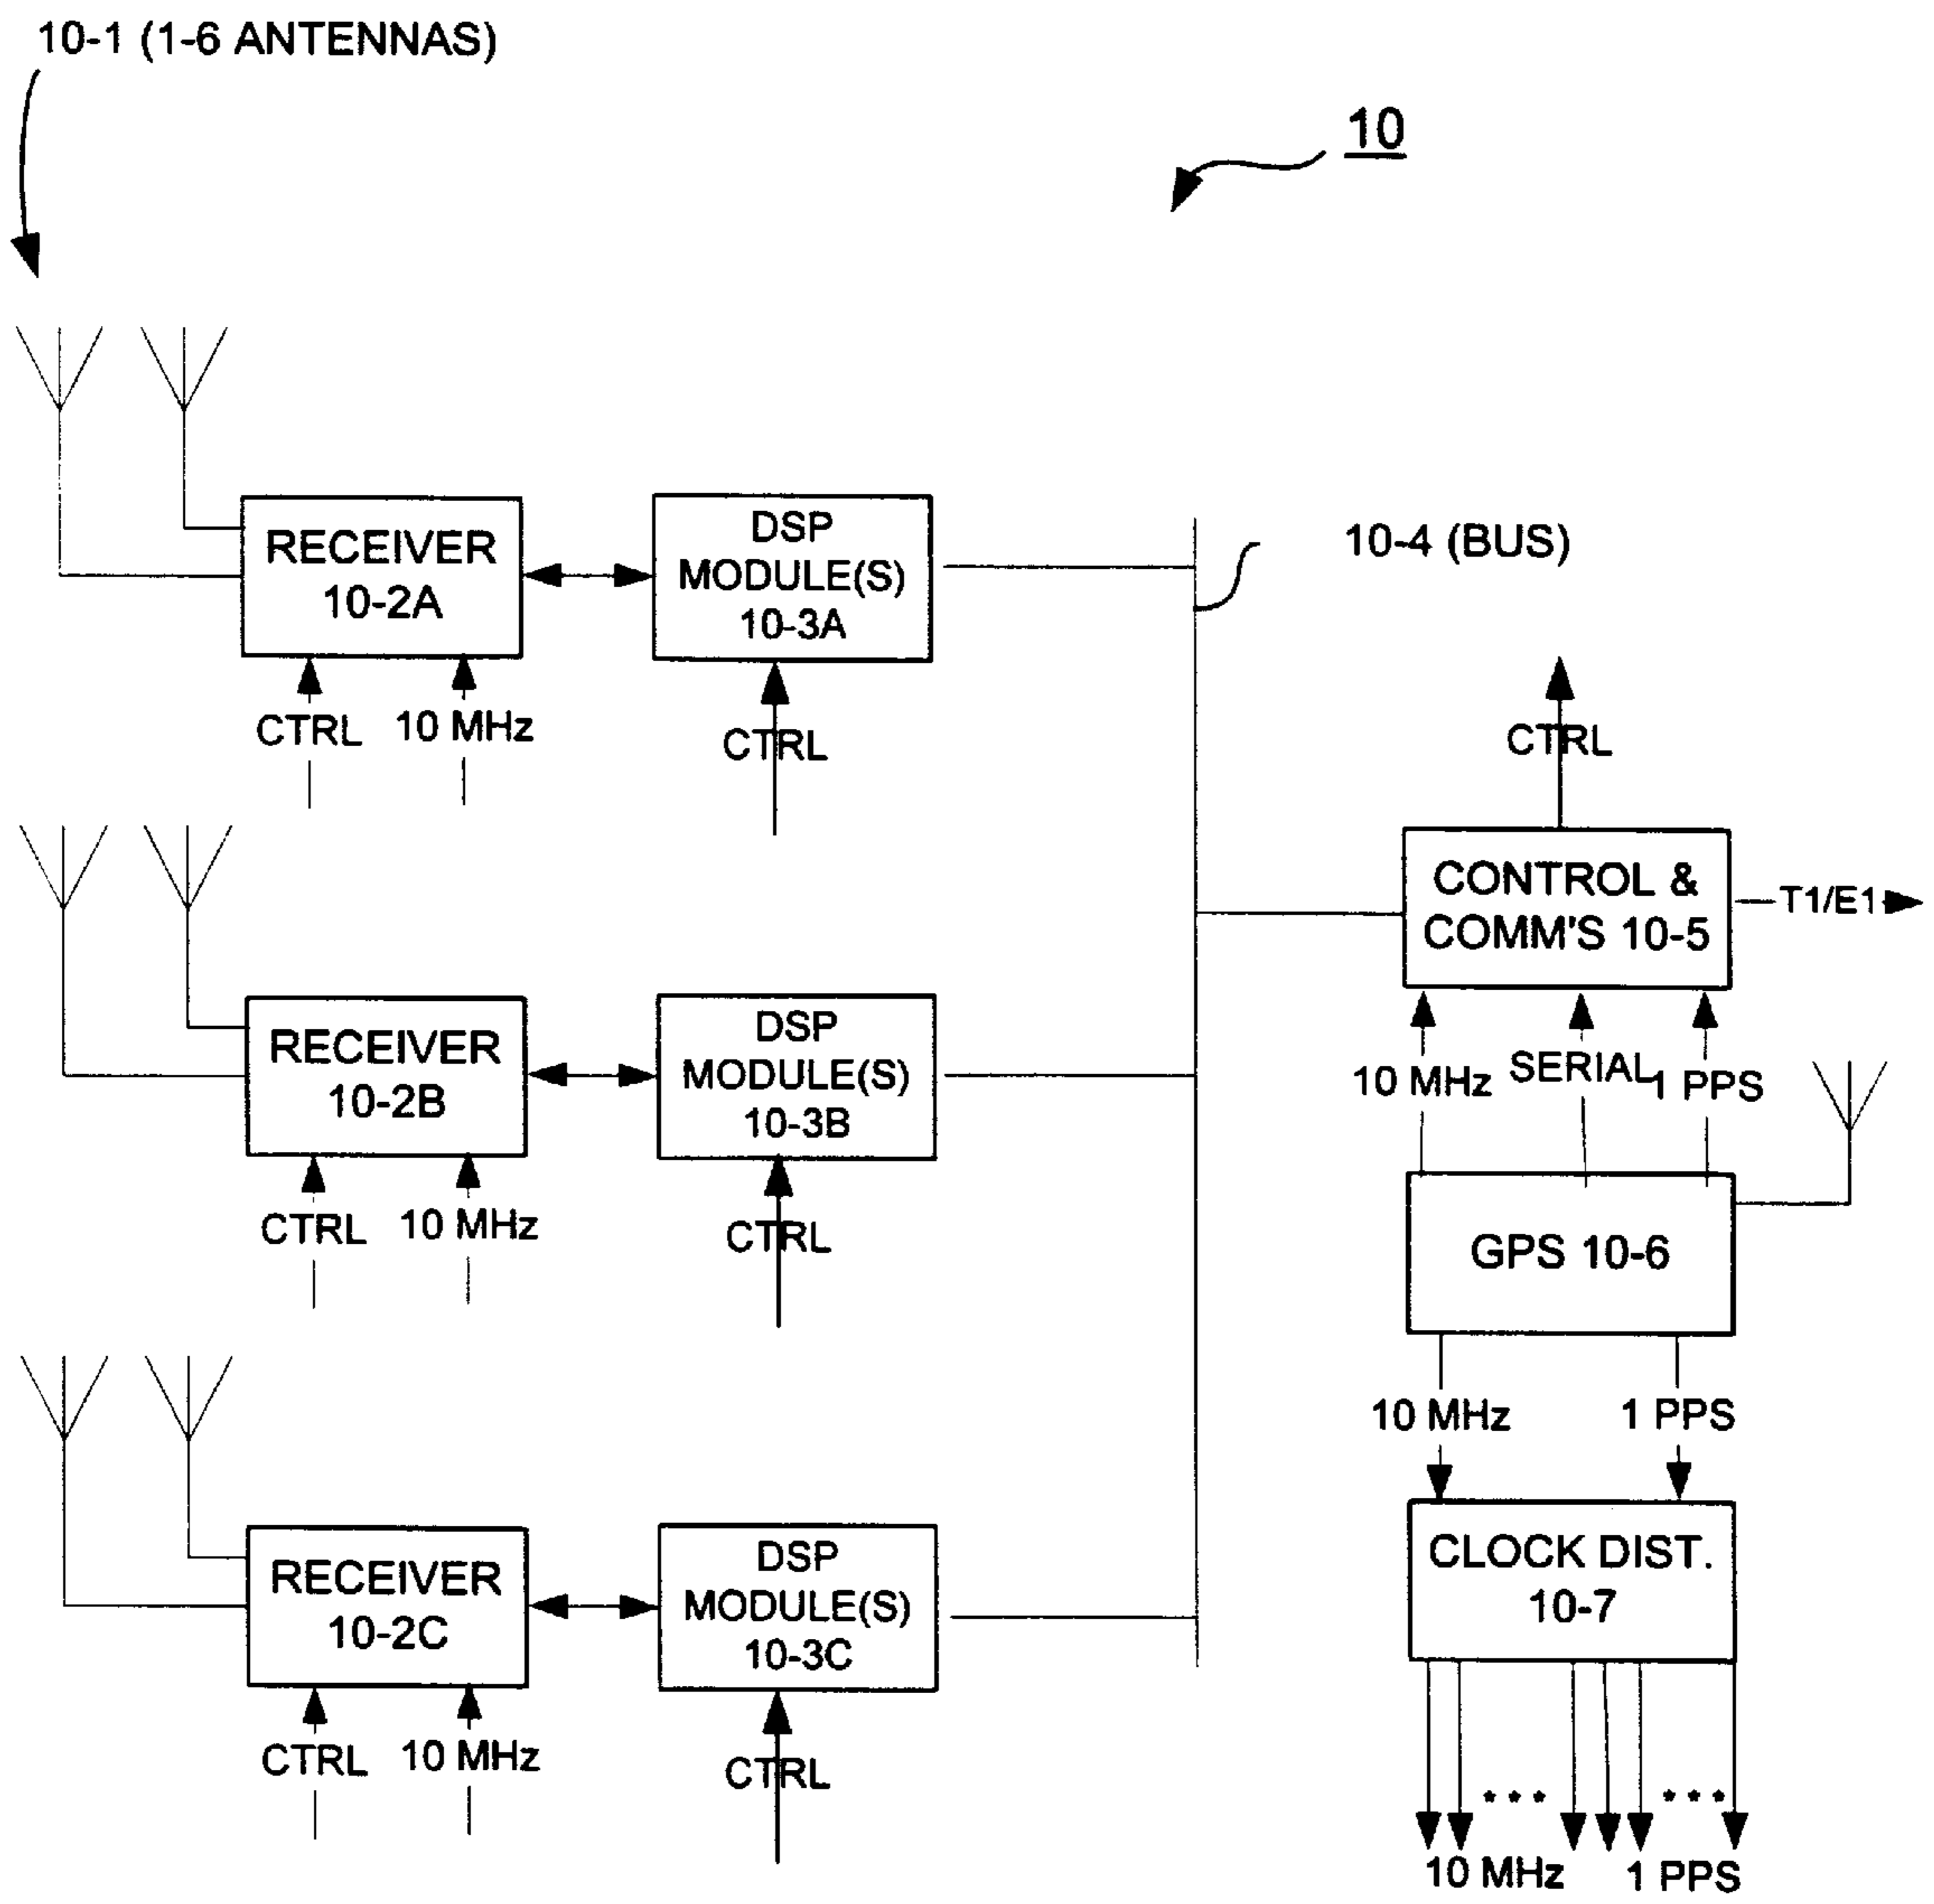 10-1 (1-6 ANTENNAS)
10
RECEIVER
10-2A
DSP
MODULE(S)
10-3A
10-4 (BUS)
CTRL
10 MHz
CTRL
CTRL
CONTROL &
COMM'S 10-5
T1/E1
RECEIVER
10-2B
DSP
MODULE(S)
10-3B
10 MHz
SERIAL
1 PPS
CTRL
10 MHz
CTRL
GPS 10-6
10 MHz
1 PPS
RECEIVER
10-2C
DSP
MODULE(S)
10-3C
CLOCK DIST.
10-7
CTRL
10 MHz
CTRL
***
***
10 MHz
1 PPS